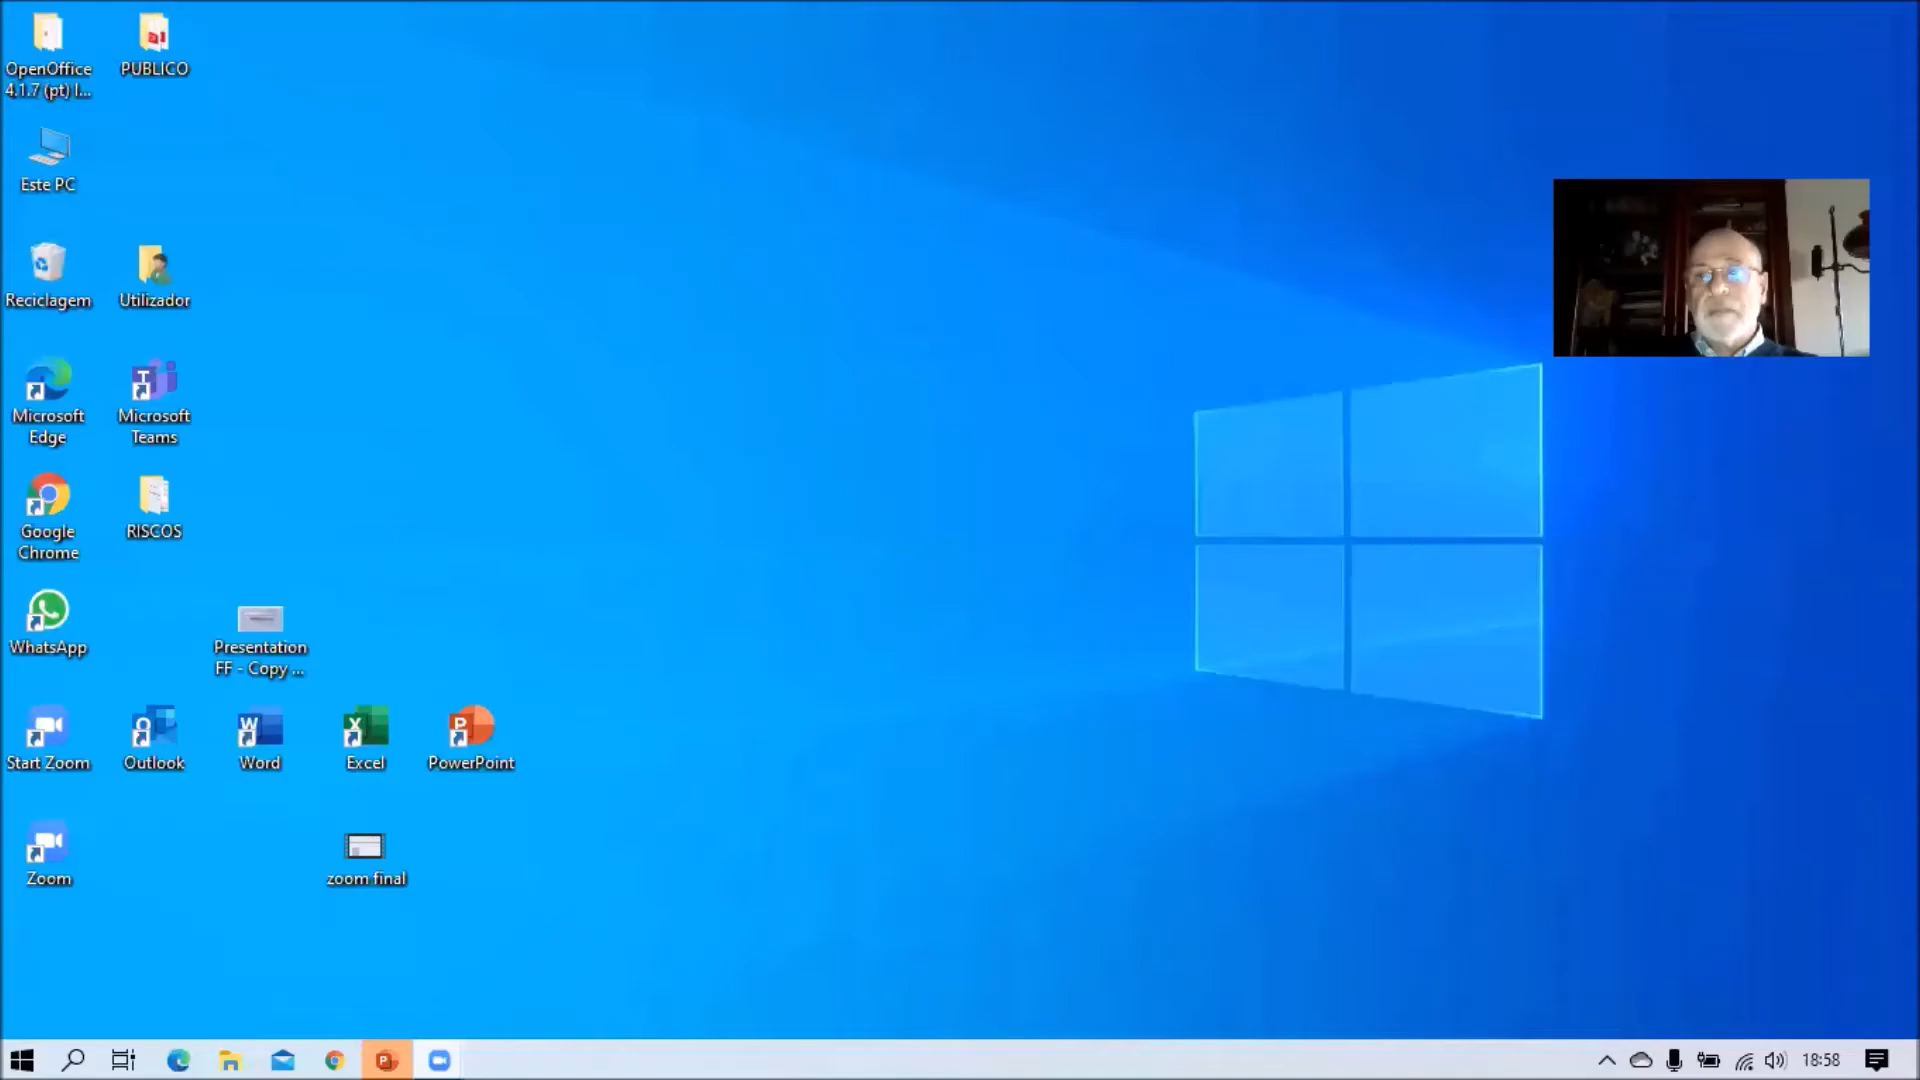 OpenOffice
4.1.7 (pt) I...
PUBLICO
Este PC
Reciclagem
Utilizador
Microsoft
Edge
Microsoft
Teams
Google
Chrome
RISCOS
WhatsApp
Presentation
FF - Copy ...
Start Zoom
Outlook
Word
Excel
PowerPoint
Zoom
zoom final
18:58